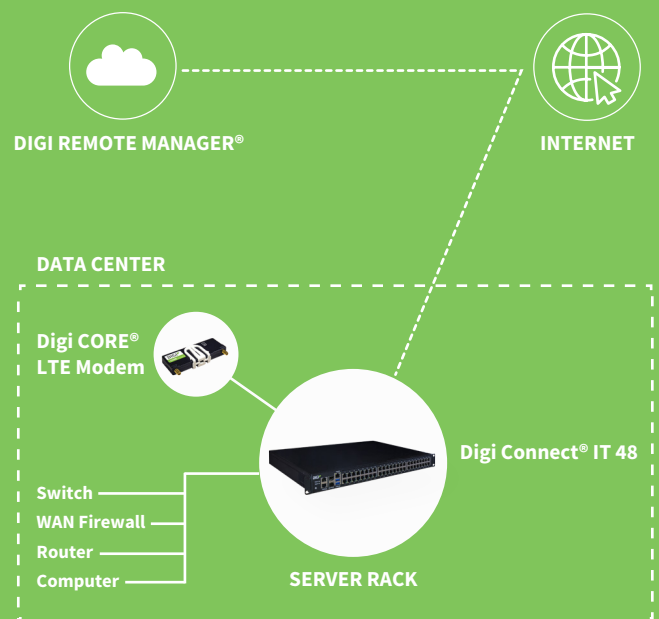 DIGI REMOTE MANAGER®
INTERNET
DATA CENTER
Digi CORE®
LTE Modem
Digi Connect® IT 48
Switch
WAN Firewall
Router
Computer
SERVER RACK